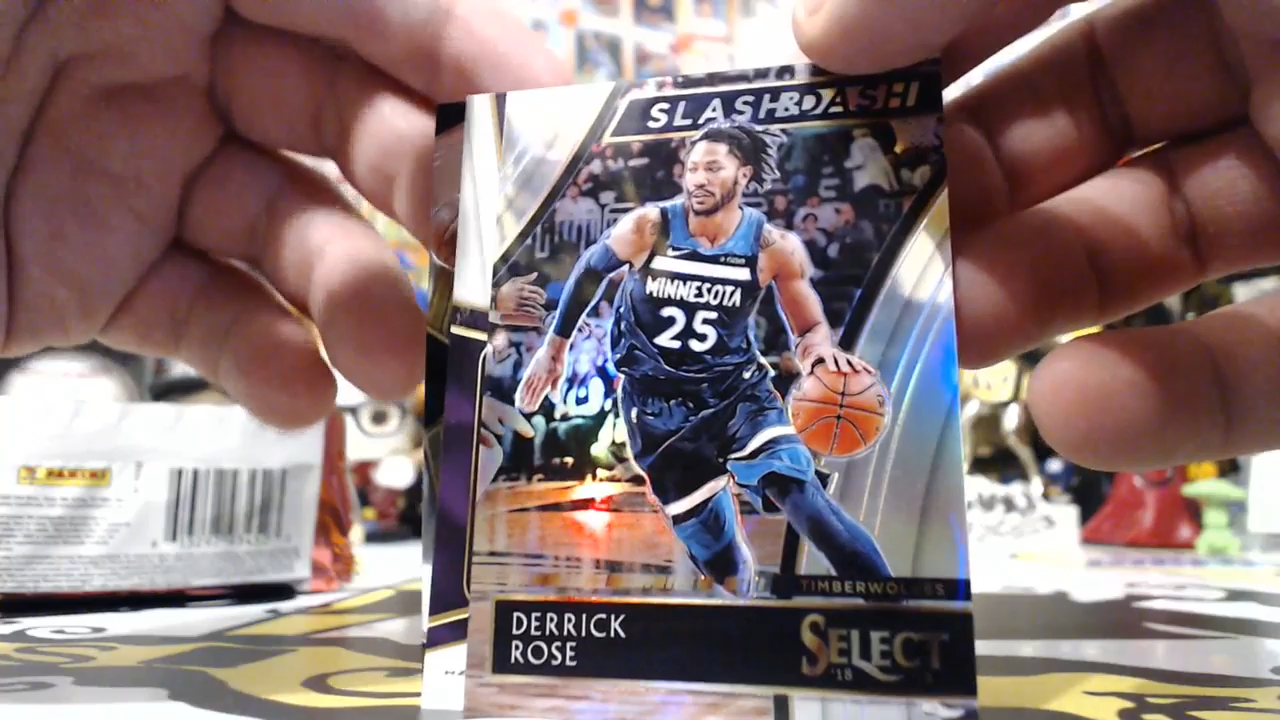 SLASH&DASH
MINNESOTA
25
TIMBERWOLVES
DERRICK
ROSE
SELECT
'18
PANINI